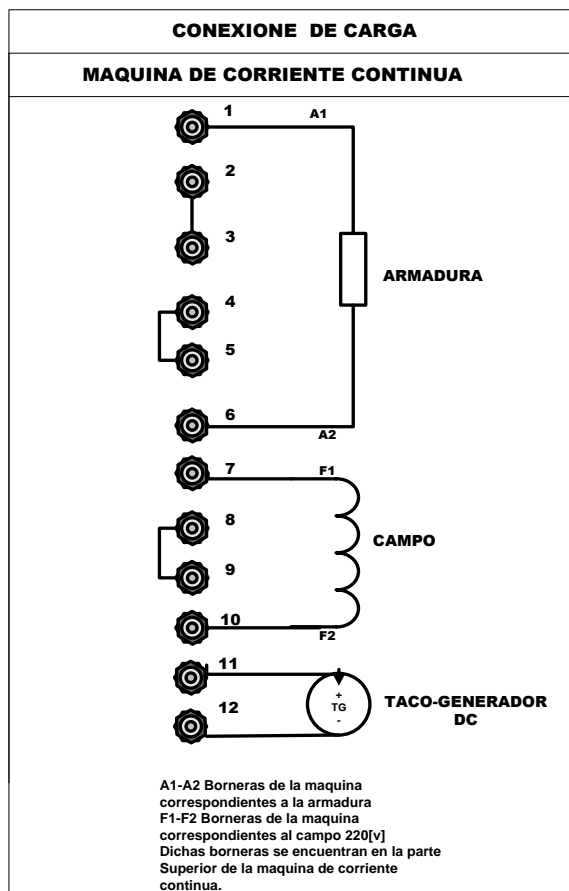 CONEXIONE DE CARGA
MAQUINA DE CORRIENTE CONTINUA
1
A1
2
3
ARMADURA
4
5
6
A2
7
F1
8
CAMPO
9
10
F2
11
+
TG
-
12
TACO-GENERADOR
DC
A1-A2 Borneras de la maquina
correspondientes a la armadura
F1-F2 Borneras de la maquina
correspondientes al campo 220[v]
Dichas borneras se encuentran en la parte
Superior de la maquina de corriente
continua.